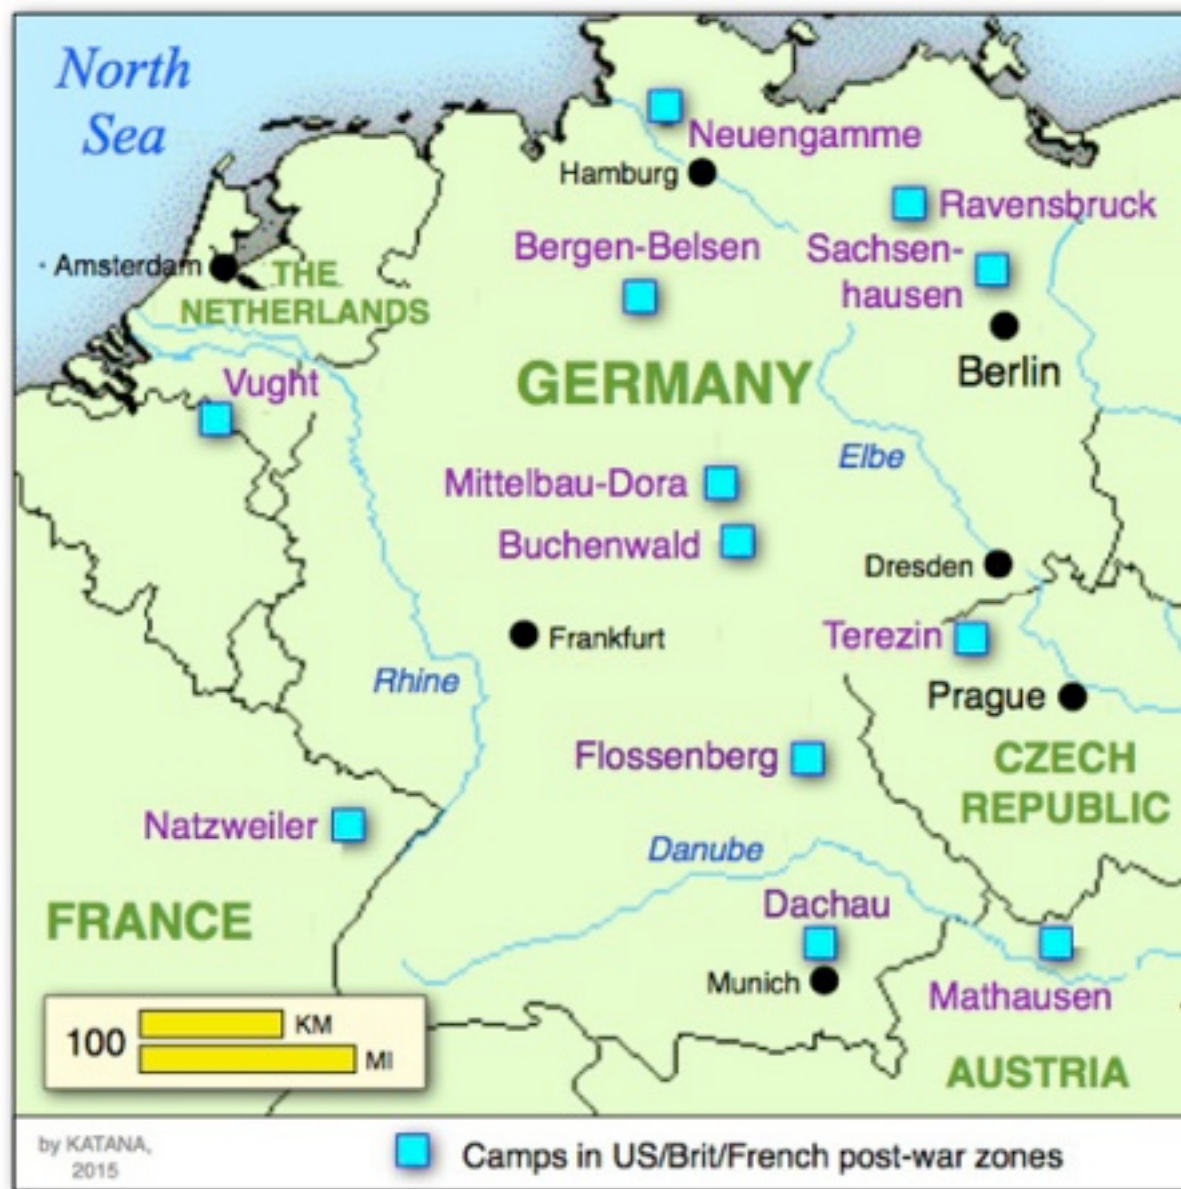 North
Sea
Neuengamme
Hamburg
Ravensbruck
Bergen-Belsen
Sachsen-
hausen
Amsterdam
THE
NETHERLANDS
Berlin
Vught
GERMANY
Elbe
Mittelbau-Dora
Buchenwald
Dresden
Frankfurt
Terezin
Rhine
Prague
Flossenberg
CZECH
REPUBLIC
Natzweiler
Danube
Dachau
FRANCE
Munich
Mathausen
100 KM
MI
AUSTRIA
by KATANA,
2015
Camps in US/Brit/French post-war zones